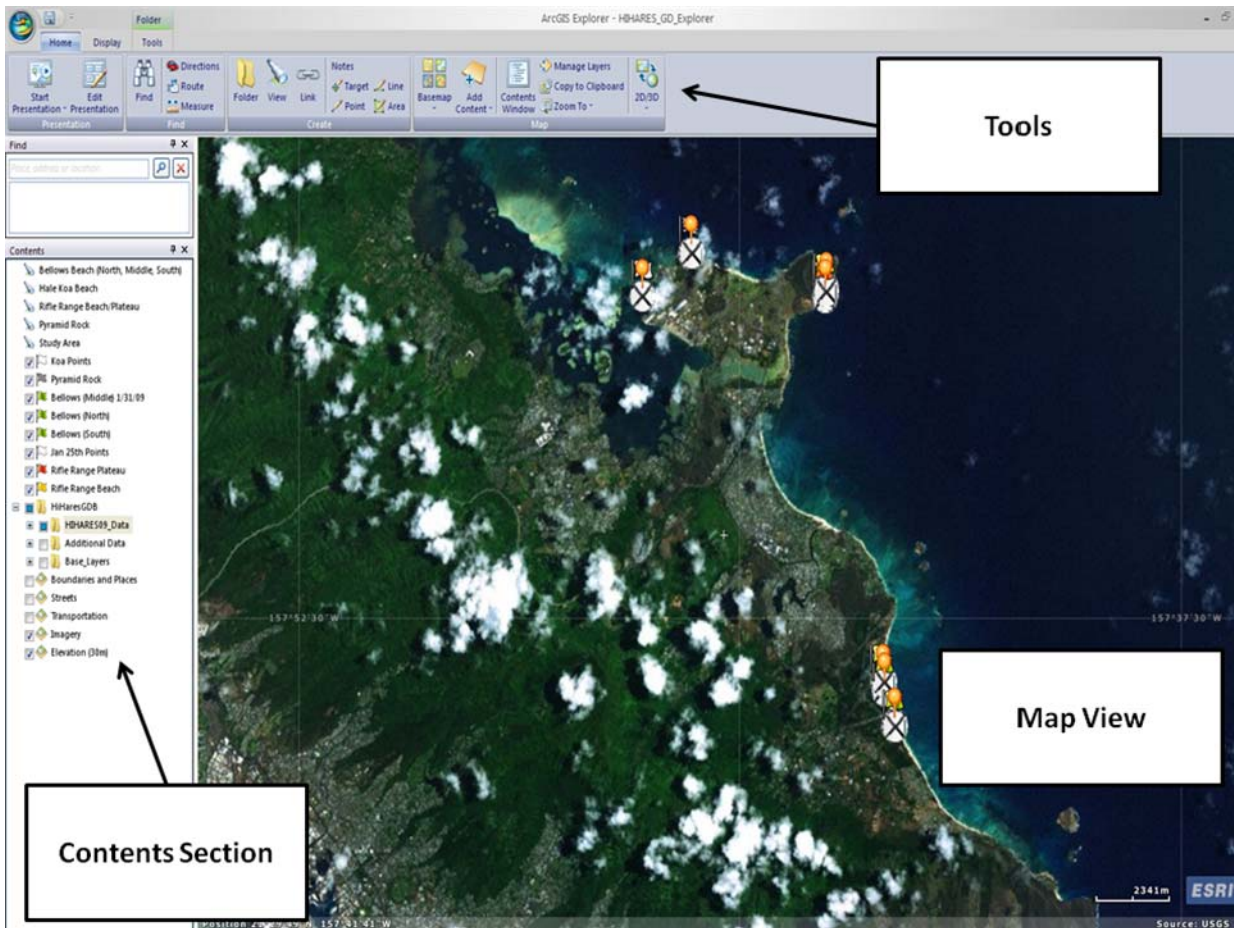 ArcGIS Explorer - HIHARES_GD_Explorer
Folder
Home Display Tools
Start Presentation
Edit Presentation
Presentation
Find
Directions
Route
Measure
Find
Folder
View
Link
Notes
Target Line
Point Area
Create
Basemap
Add Content
Contents Window
Manage Layers
Copy to Clipboard
Zoom To
2D/3D
Map
Tools
Find
Contents
Bellows Beach (North, Middle, South)
Hale Koa Beach
Rifle Range Beach/Plateau
Pyramid Rock
Study Area
Koa Points
Pyramid Rock
Bellows (Middle) 1/31/09
Bellows (North)
Bellows (South)
Jan 25th Points
Rifle Range Plateau
Rifle Range Beach
HiHaresGDB
HIHARES09_Data
Additional Data
Base_Layers
Boundaries and Places
Streets
Transportation
Imagery
Elevation (30m)
157°52'30"W
157°37'30"W
Map View
Contents Section
2341m
ESRI
Position
157°41'41"W
Source: USGS